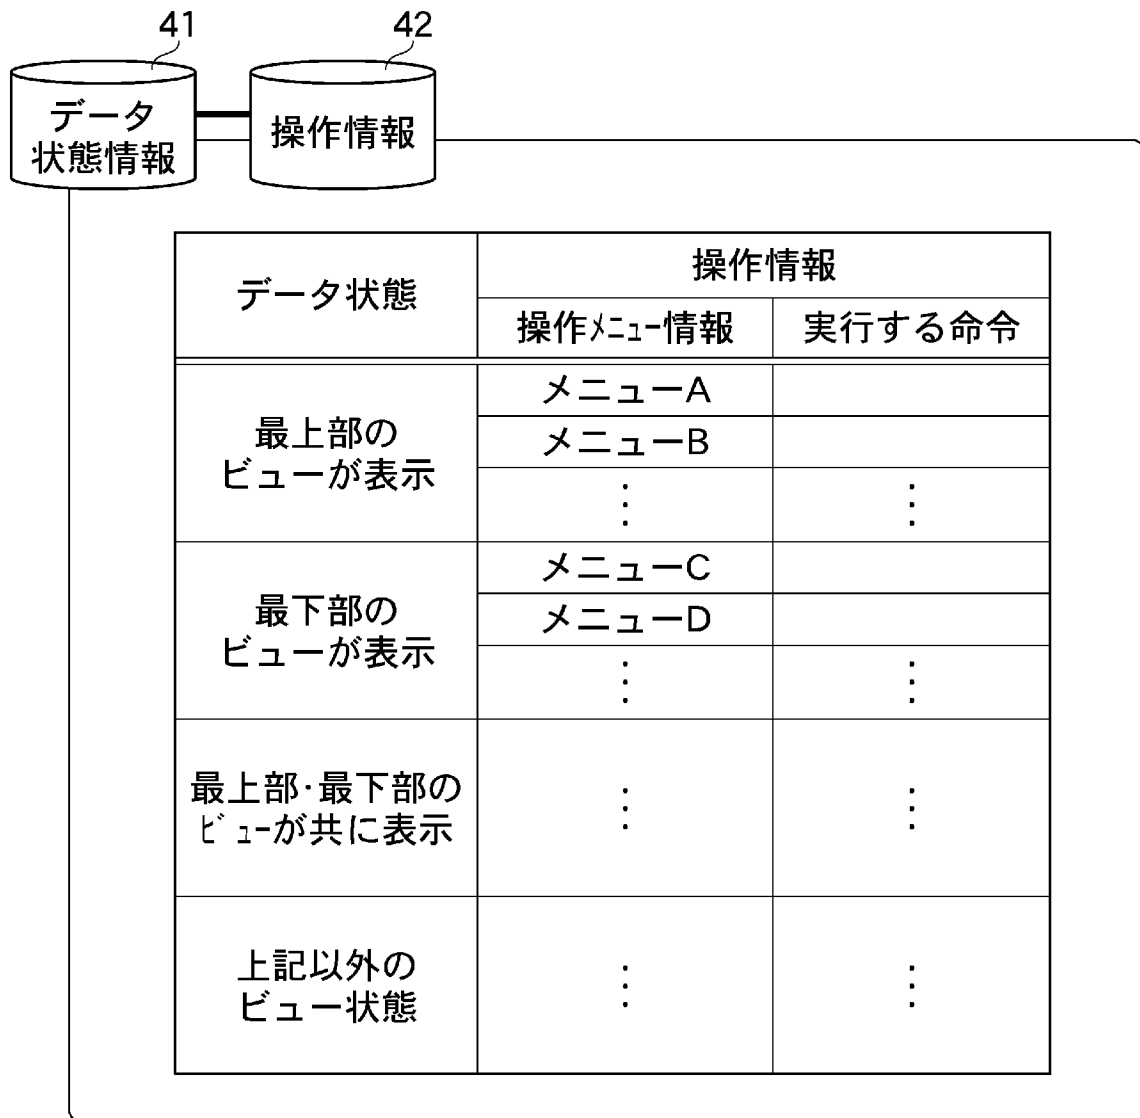 41
42
データ
状態情報
操作情報
データ状態
操作情報
操作ﾒﾆｭｰ情報
実行する命令
最上部の
ビューが表示
メニューA
メニューB
⋮
⋮
最下部の
ビューが表示
メニューC
メニューD
⋮
⋮
最上部・最下部の
ﾋﾞｭｰが共に表示
⋮
⋮
上記以外の
ビュー状態
⋮
⋮